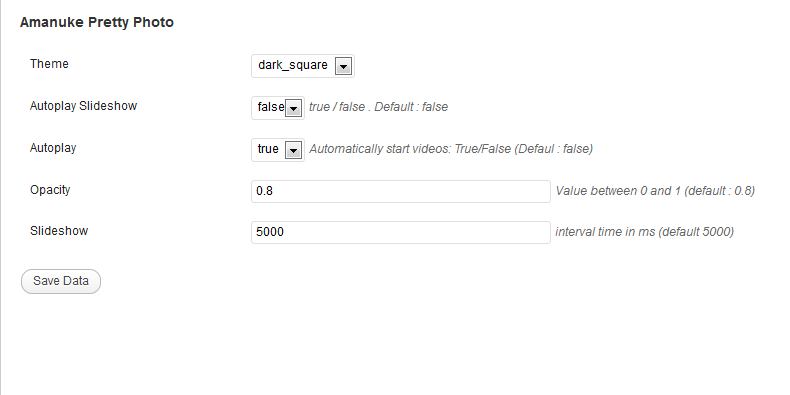 Amanuke Pretty Photo
Theme dark_square
Autoplay Slideshow false true / false . Default : false
Autoplay true Automatically start videos: True/False (Defaul : false)
Opacity 0.8 Value between 0 and 1 (default : 0.8)
Slideshow 5000 interval time in ms (default 5000)
Save Data